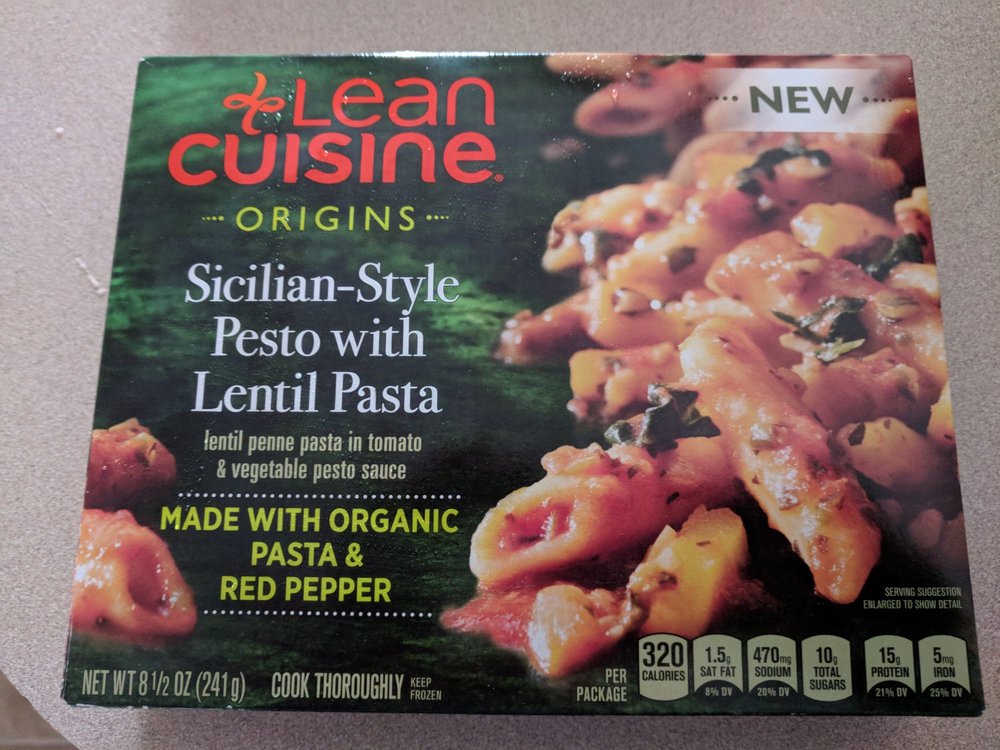 Lean
CUISINE®
ORIGINS
NEW
Sicilian-Style
Pesto with
Lentil Pasta
lentil penne pasta in tomato
& vegetable pesto sauce
MADE WITH ORGANIC
PASTA &
RED PEPPER
SERVING SUGGESTION
ENLARGED TO SHOW DETAIL
NET WT 8 1/2 OZ (241g)
COOK THOROUGHLY
KEEP
FROZEN
PER
PACKAGE
320
CALORIES
1.5g
SAT FAT
8% DV
470mg
SODIUM
20% DV
10g
TOTAL
SUGARS
15g
PROTEIN
21% DV
5mg
IRON
25% DV